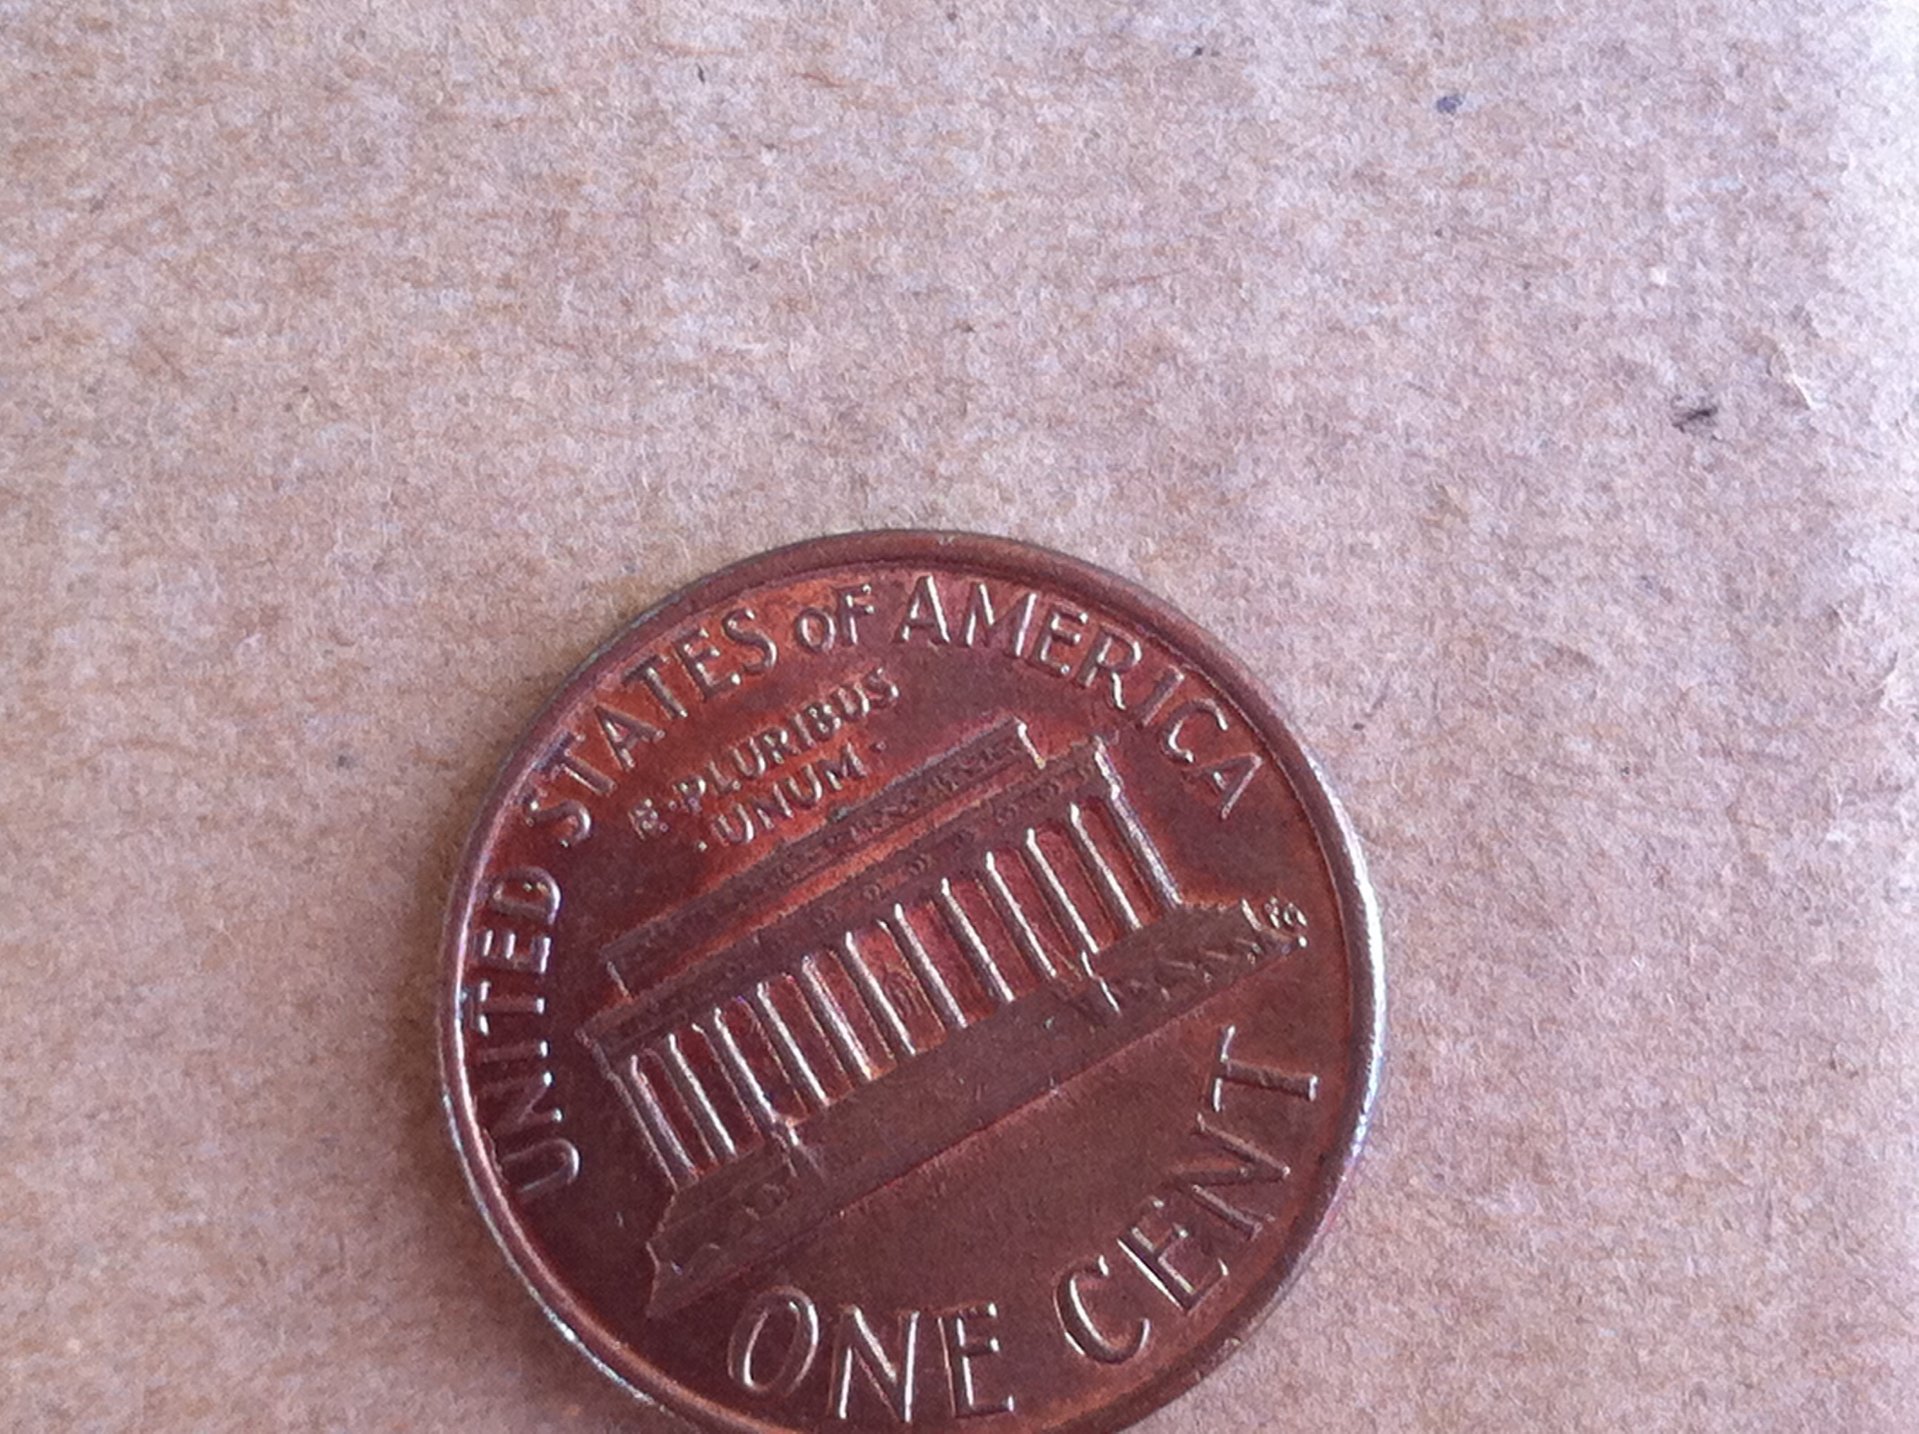 UNITED STATES OF AMERICA
E·PLURIBUS
·UNUM·
ONE CENT